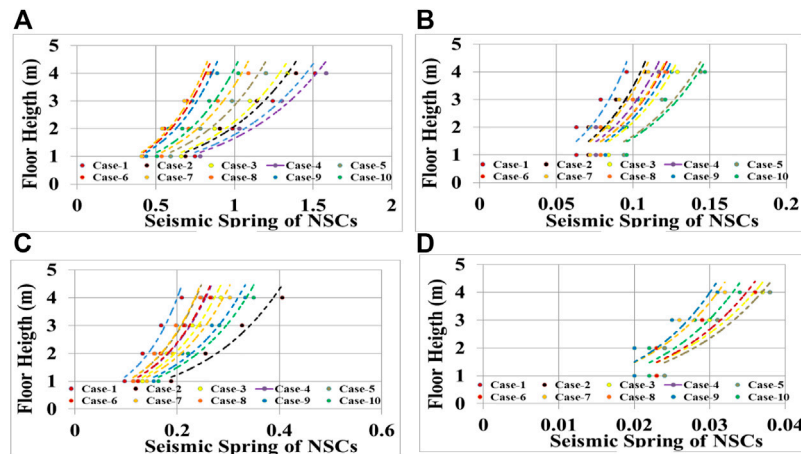 A
Floor Heigth (m)
5
4
3
2
1
0
Case-1 Case-2 Case-3 Case-4 Case-5
Case-6 Case-7 Case-8 Case-9 Case-10
0 0.5 1 1.5 2
Seismic Spring of NSCs
B
Floor Heigth (m)
5
4
3
2
1
0
Case-1 Case-2 Case-3 Case-4 Case-5
Case-6 Case-7 Case-8 Case-9 Case-10
0 0.05 0.1 0.15 0.2
Seismic Spring of NSCs
C
Floor Heigth (m)
5
4
3
2
1
0
Case-1 Case-2 Case-3 Case-4 Case-5
Case-6 Case-7 Case-8 Case-9 Case-10
0 0.2 0.4 0.6
Seismic Spring of NSCs
D
Floor Heigth (m)
5
4
3
2
1
0
Case-1 Case-2 Case-3 Case-4 Case-5
Case-6 Case-7 Case-8 Case-9 Case-10
0 0.01 0.02 0.03 0.04
Seismic Spring of NSCs